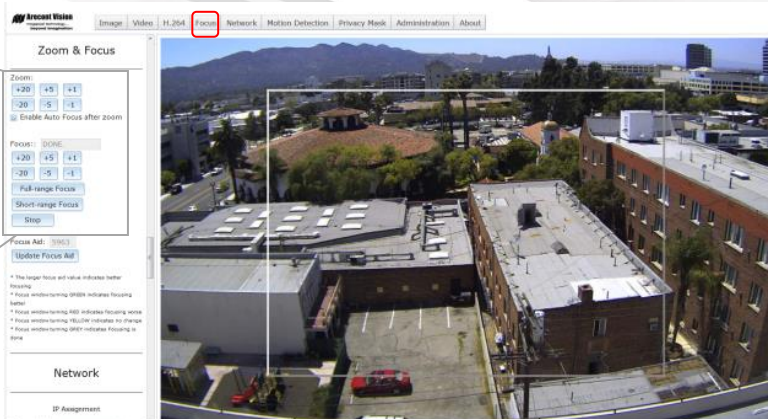 Arecont Vision
beyond imagination
Image Video H.264 Focus Network Motion Detection Privacy Mask Administration About
Zoom & Focus
Zoom:
+20 +5 +1
-20 -5 -1
Enable Auto Focus after zoom
Focus:: DONE
+20 +5 +1
-20 -5 -1
Full-range Focus
Short-range Focus
Stop
Focus Aid: 5963
Update Focus Aid
* The larger focus aid value indicates better
focusing
* Focus window turning GREEN indicates focusing
better
* Focus window turning RED indicates focusing worse
* Focus window turning YELLOW indicates no change
* Focus window turning GREY indicates focusing is
done
Network
IP Assignment